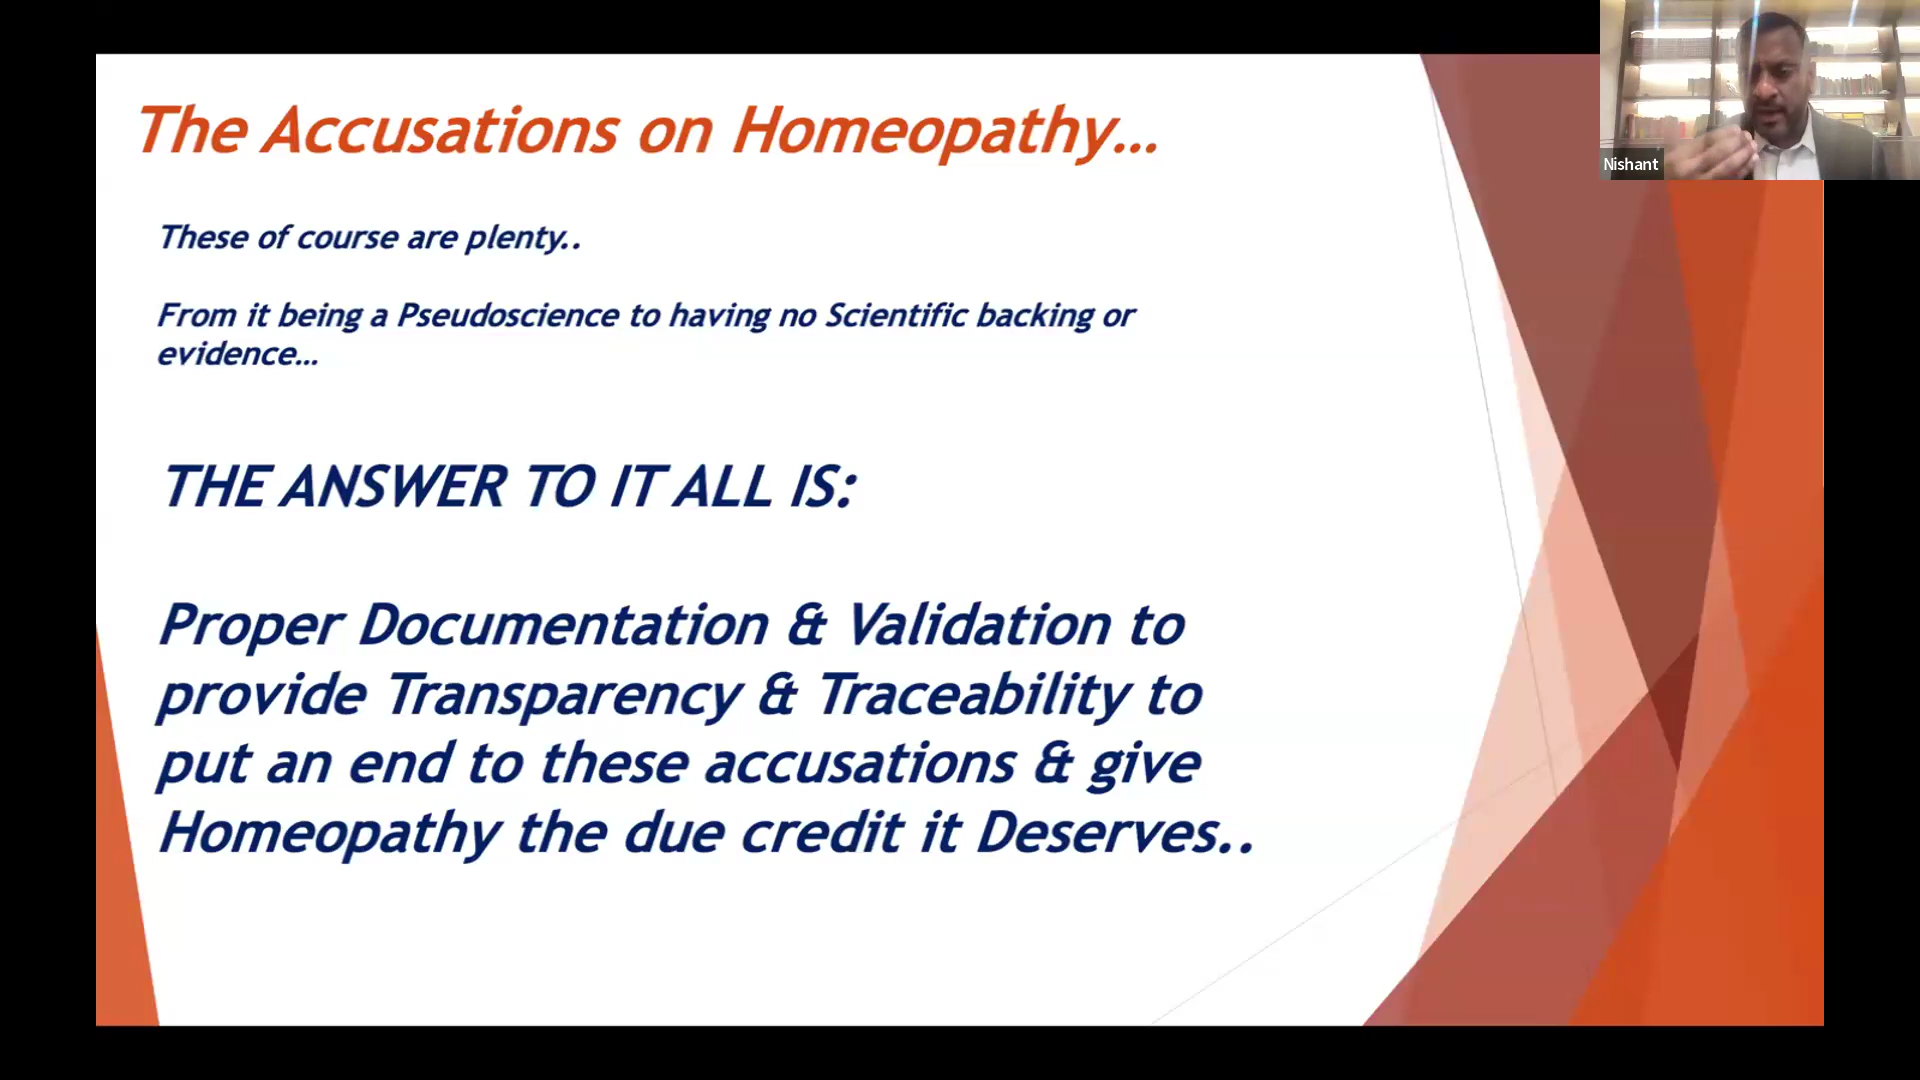 The Accusations on Homeopathy...
Nishant
These of course are plenty..
From it being a Pseudoscience to having no Scientific backing or
evidence...
THE ANSWER TO IT ALL IS:
Proper Documentation & Validation to
provide Transparency & Traceability to
put an end to these accusations & give
Homeopathy the due credit it Deserves..